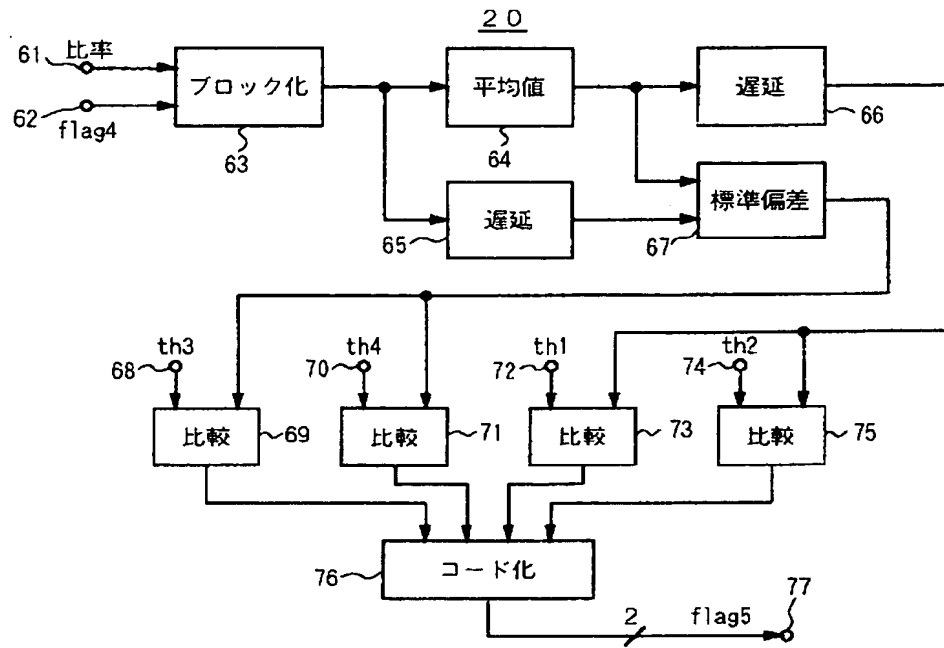 20
61
比率
62
flag4
ブロック化
63
平均値
64
遅延
66
遅延
65
標準偏差
67
th3
68
th4
70
th1
72
th2
74
比較
69
比較
71
比較
73
比較
75
コード化
76
2
flag5
77